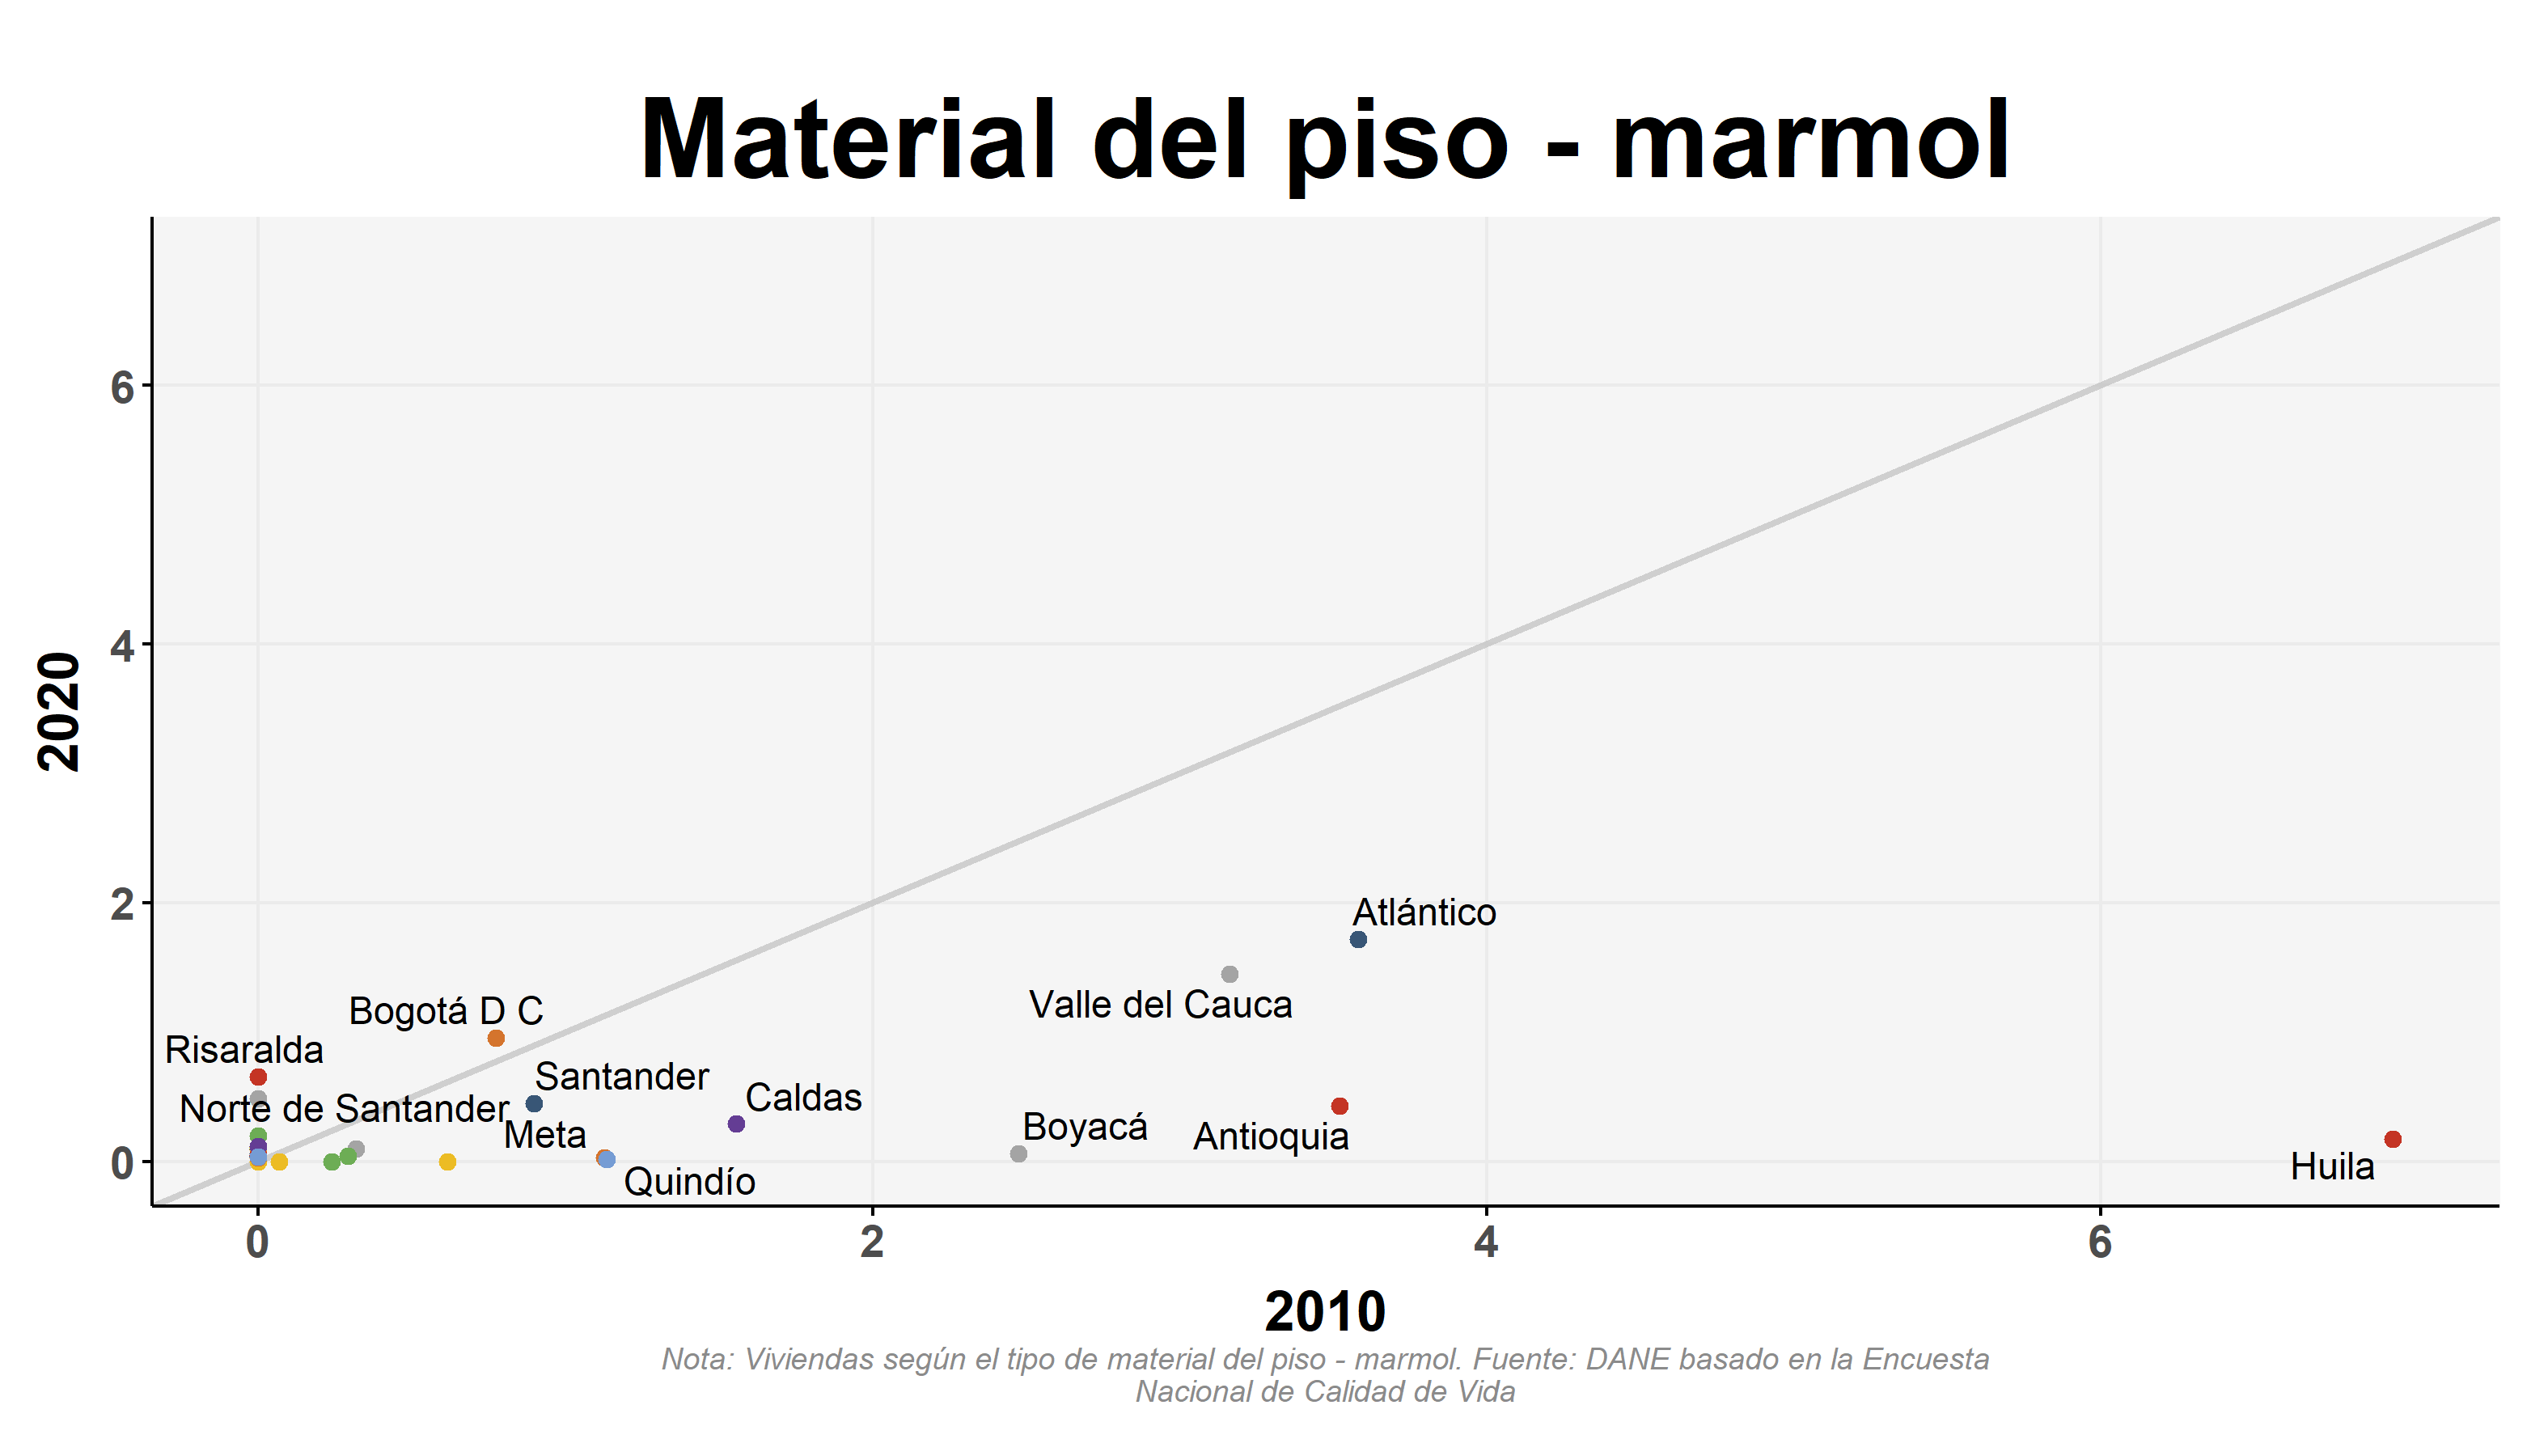 Material del piso - marmol
2020
6
4
2
0
Atlántico
Valle del Cauca
Bogotá D C
Risaralda
Santander
Caldas
Norte de Santander
Meta
Boyacá
Antioquia
Quindío
Huila
0 2 4 6
2010
Nota: Viviendas según el tipo de material del piso - marmol. Fuente: DANE basado en la Encuesta
Nacional de Calidad de Vida